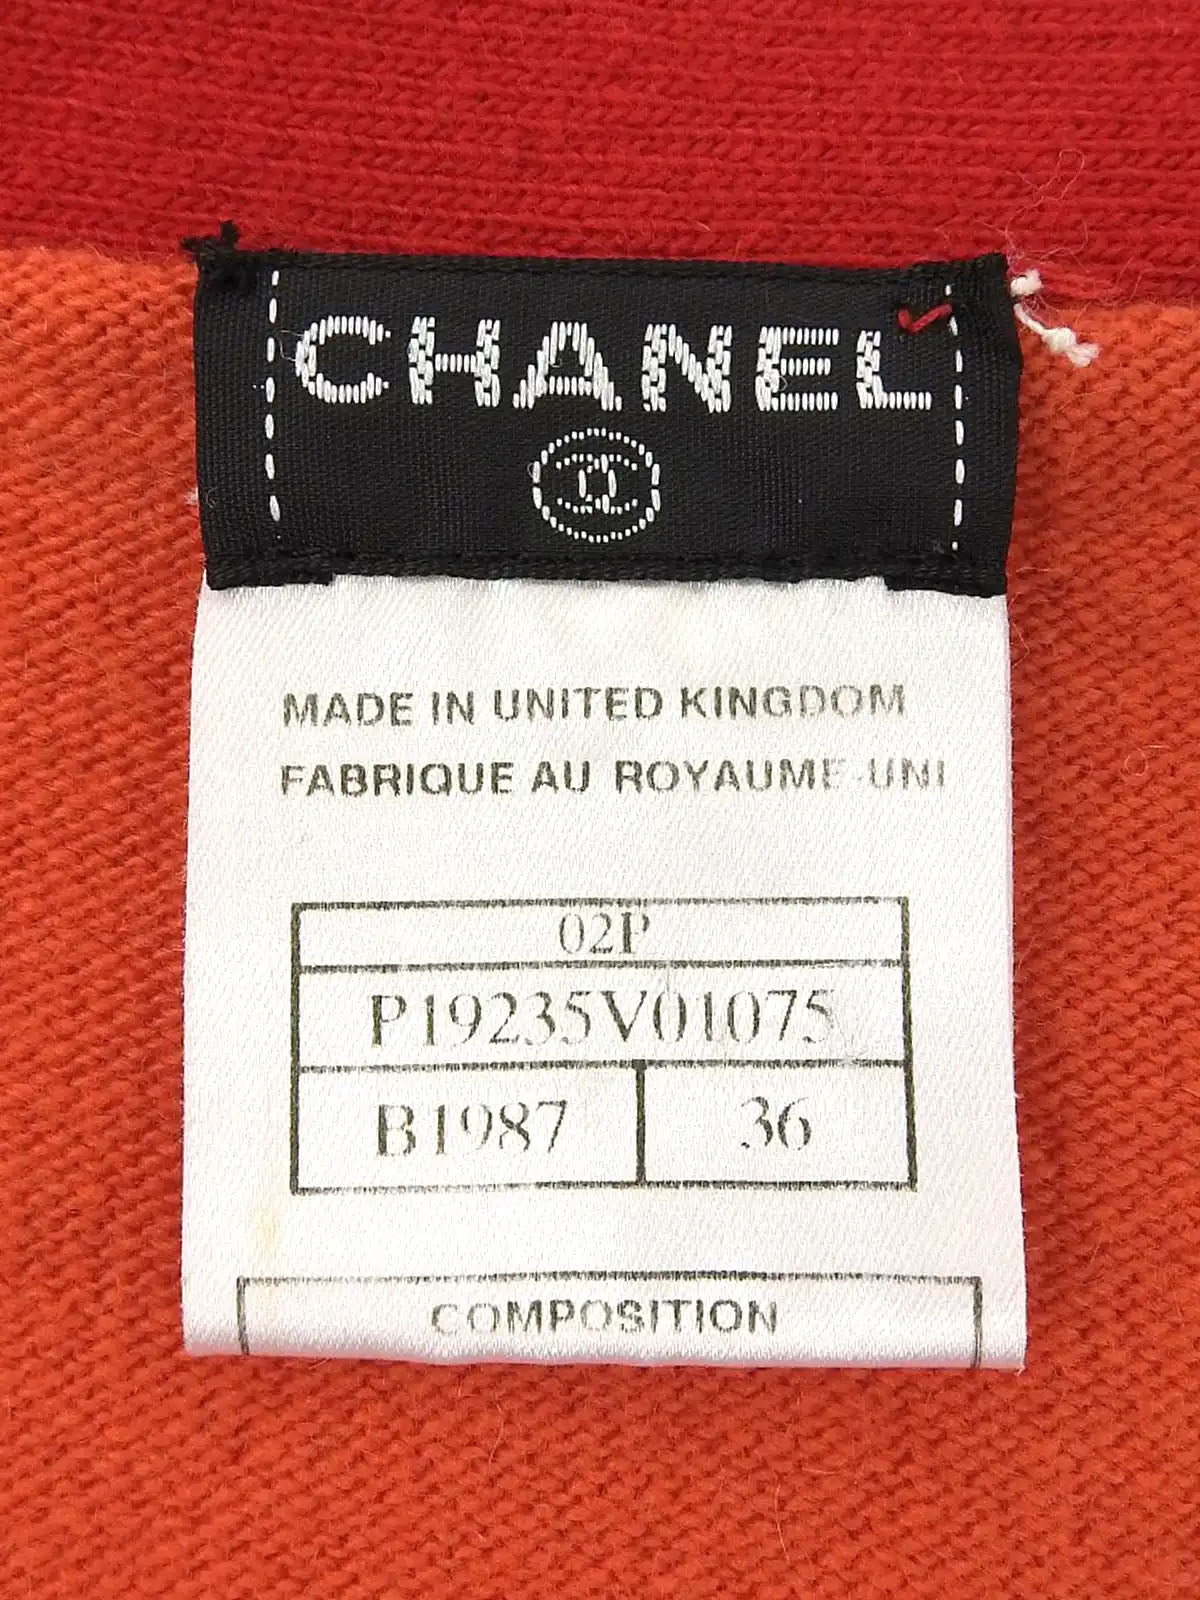 CHANEL
MADE IN UNITED KINGDOM
FABRIQUE AU ROYAUME-UNI
02P
P19235V01075
B1987 36
COMPOSITION